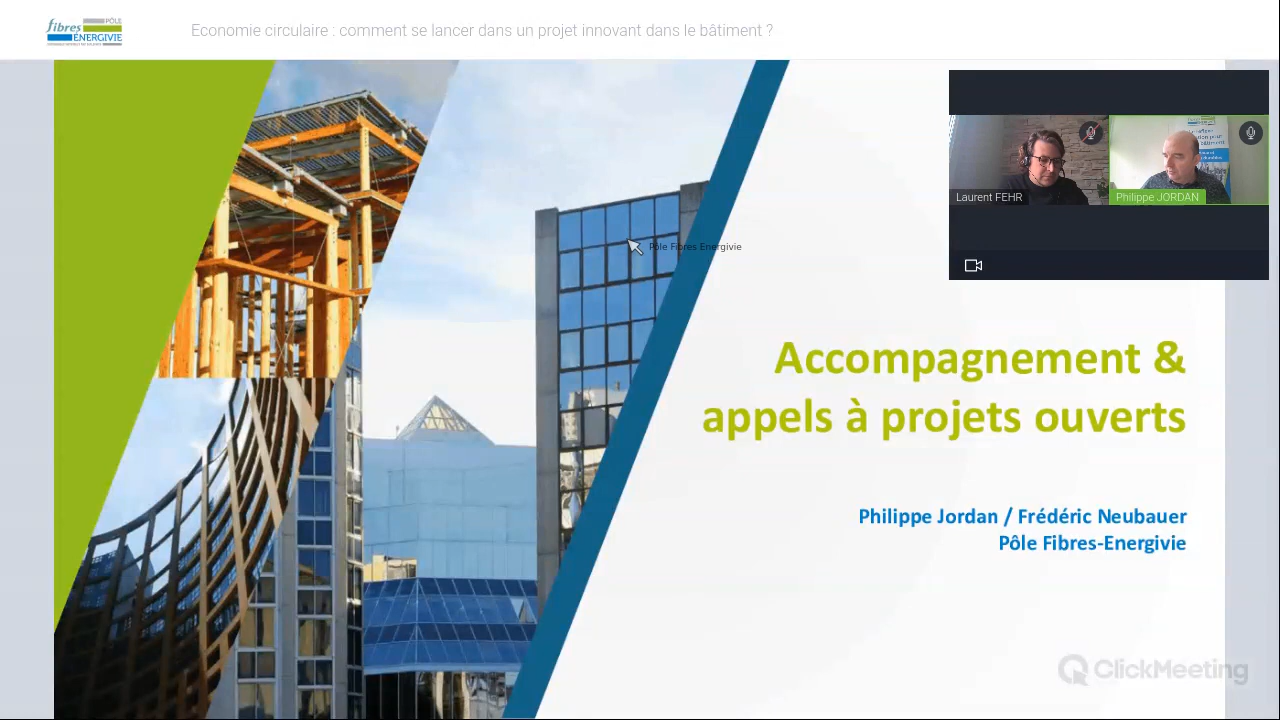 fibres PÔLE
ÉNERGIVIE
Economie circulaire : comment se lancer dans un projet innovant dans le bâtiment ?
Laurent FEHR
Philippe JORDAN
Pôle Fibres Energivie
Accompagnement &
appels à projets ouverts
Philippe Jordan / Frédéric Neubauer
Pôle Fibres-Energivie
ClickMeeting